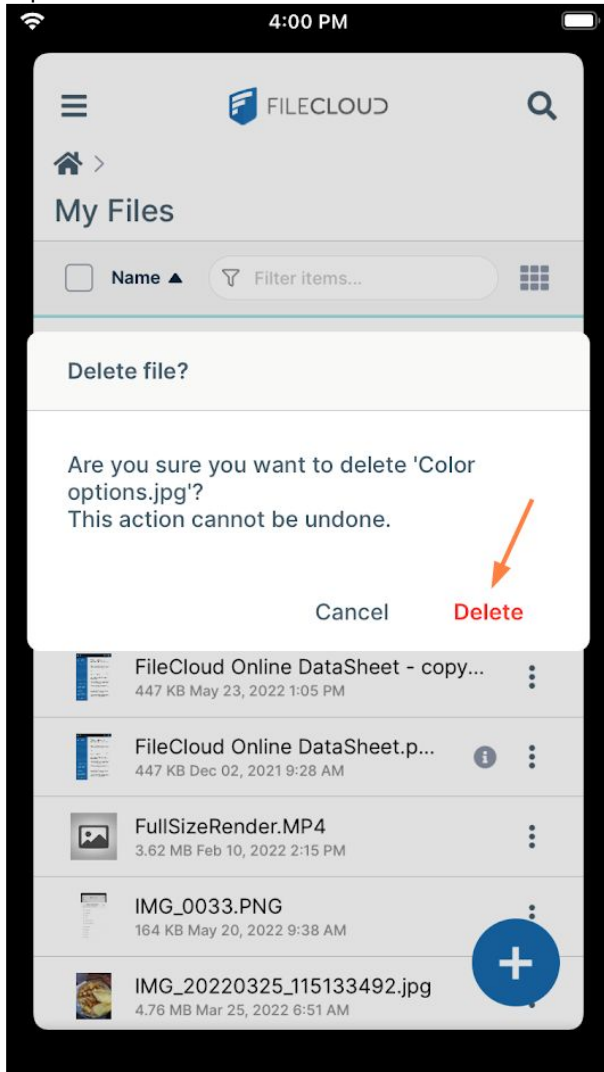 4:00 PM
FILECLOUD
My Files
Name
Filter items...
Delete file?
Are you sure you want to delete 'Color
options.jpg'?
This action cannot be undone.
Cancel
Delete
FileCloud Online DataSheet - copy...
447 KB May 23, 2022 1:05 PM
FileCloud Online DataSheet.p...
447 KB Dec 02, 2021 9:28 AM
FullSizeRender.MP4
3.62 MB Feb 10, 2022 2:15 PM
IMG_0033.PNG
164 KB May 20, 2022 9:38 AM
IMG_20220325_115133492.jpg
4.76 MB Mar 25, 2022 6:51 AM